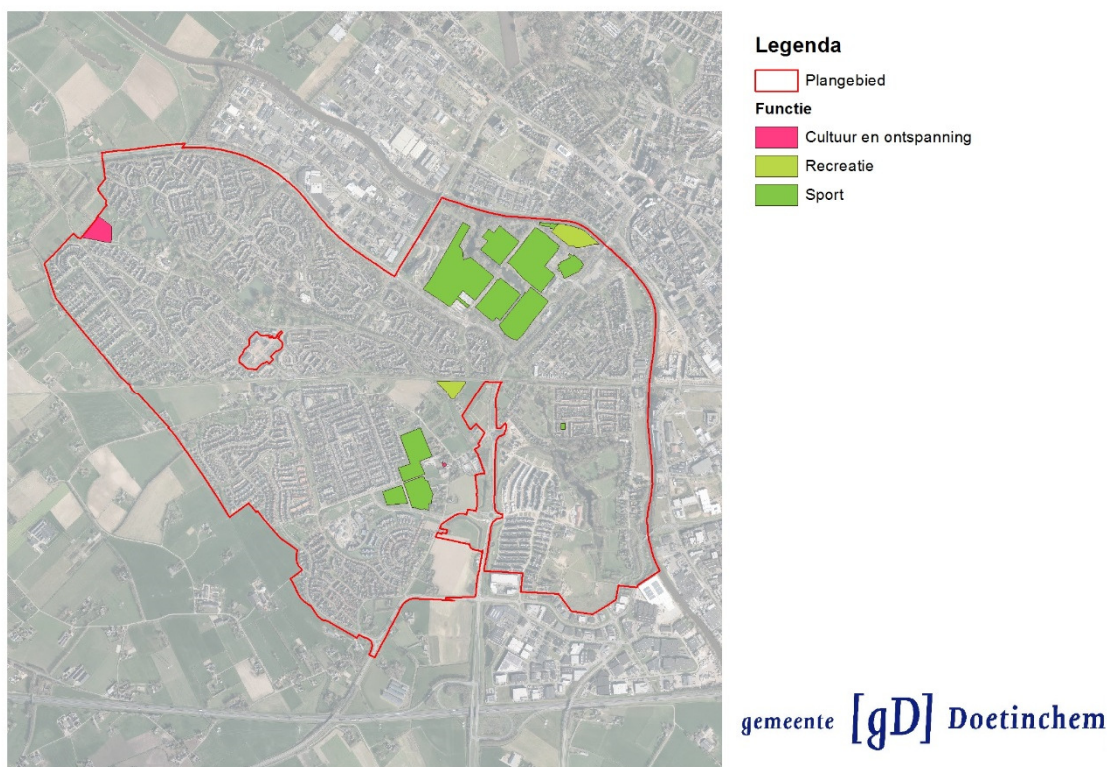 Legenda
Plangebied
Functie
Cultuur en ontspanning
Recreatie
Sport
gemeente [gD] Doetinchem